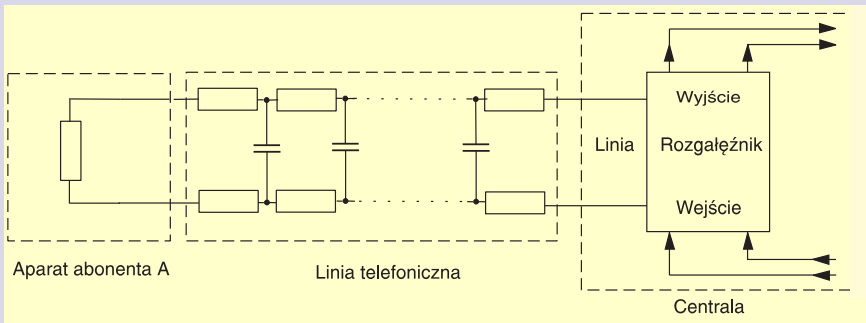 Wyjście
Linia
Rozgałęźnik
Wejście
Aparat abonenta A
Linia telefoniczna
Centrala